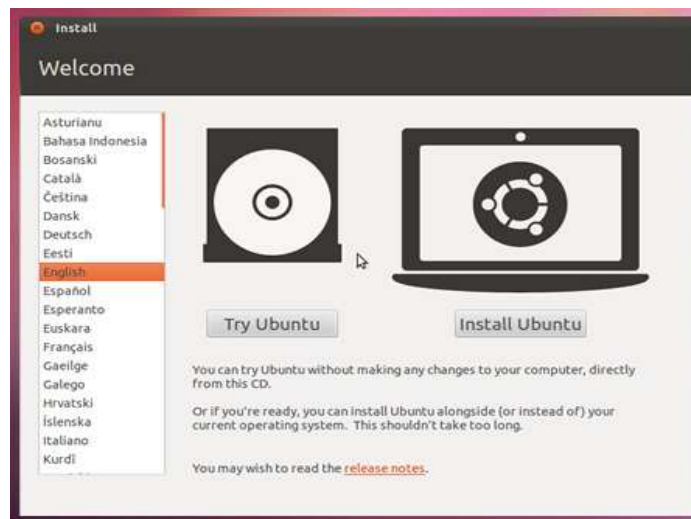 Install
Welcome
Asturianu
Bahasa Indonesia
Bosanski
Català
Čeština
Dansk
Deutsch
Eesti
English
Español
Esperanto
Euskara
Français
Gaeilge
Galego
Hrvatski
Íslenska
Italiano
Kurdî
Try Ubuntu
Install Ubuntu
You can try Ubuntu without making any changes to your computer, directly
from this CD.
Or if you're ready, you can install Ubuntu alongside (or instead of) your
current operating system. This shouldn't take too long.
You may wish to read the release notes.